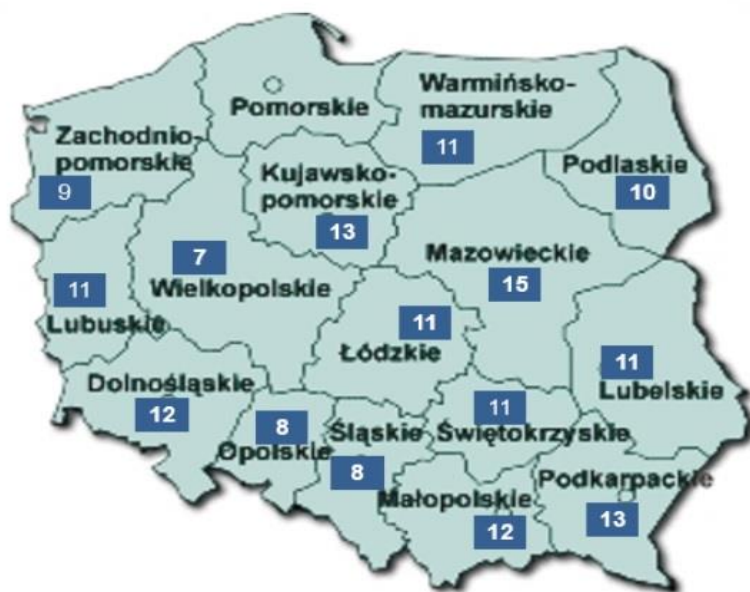 Pomorskie
Warmińsko-
mazurskie
11
Zachodnio-
pomorskie
9
Kujawsko-
pomorskie
13
Podlaskie
10
7
Wielkopolskie
Mazowieckie
15
11
Lubuskie
11
Łódzkie
11
Lubelskie
Dolnośląskie
12
8
Opolskie
Śląskie
8
11
Świętokrzyskie
Małopolskie
12
Podkarpackie
13